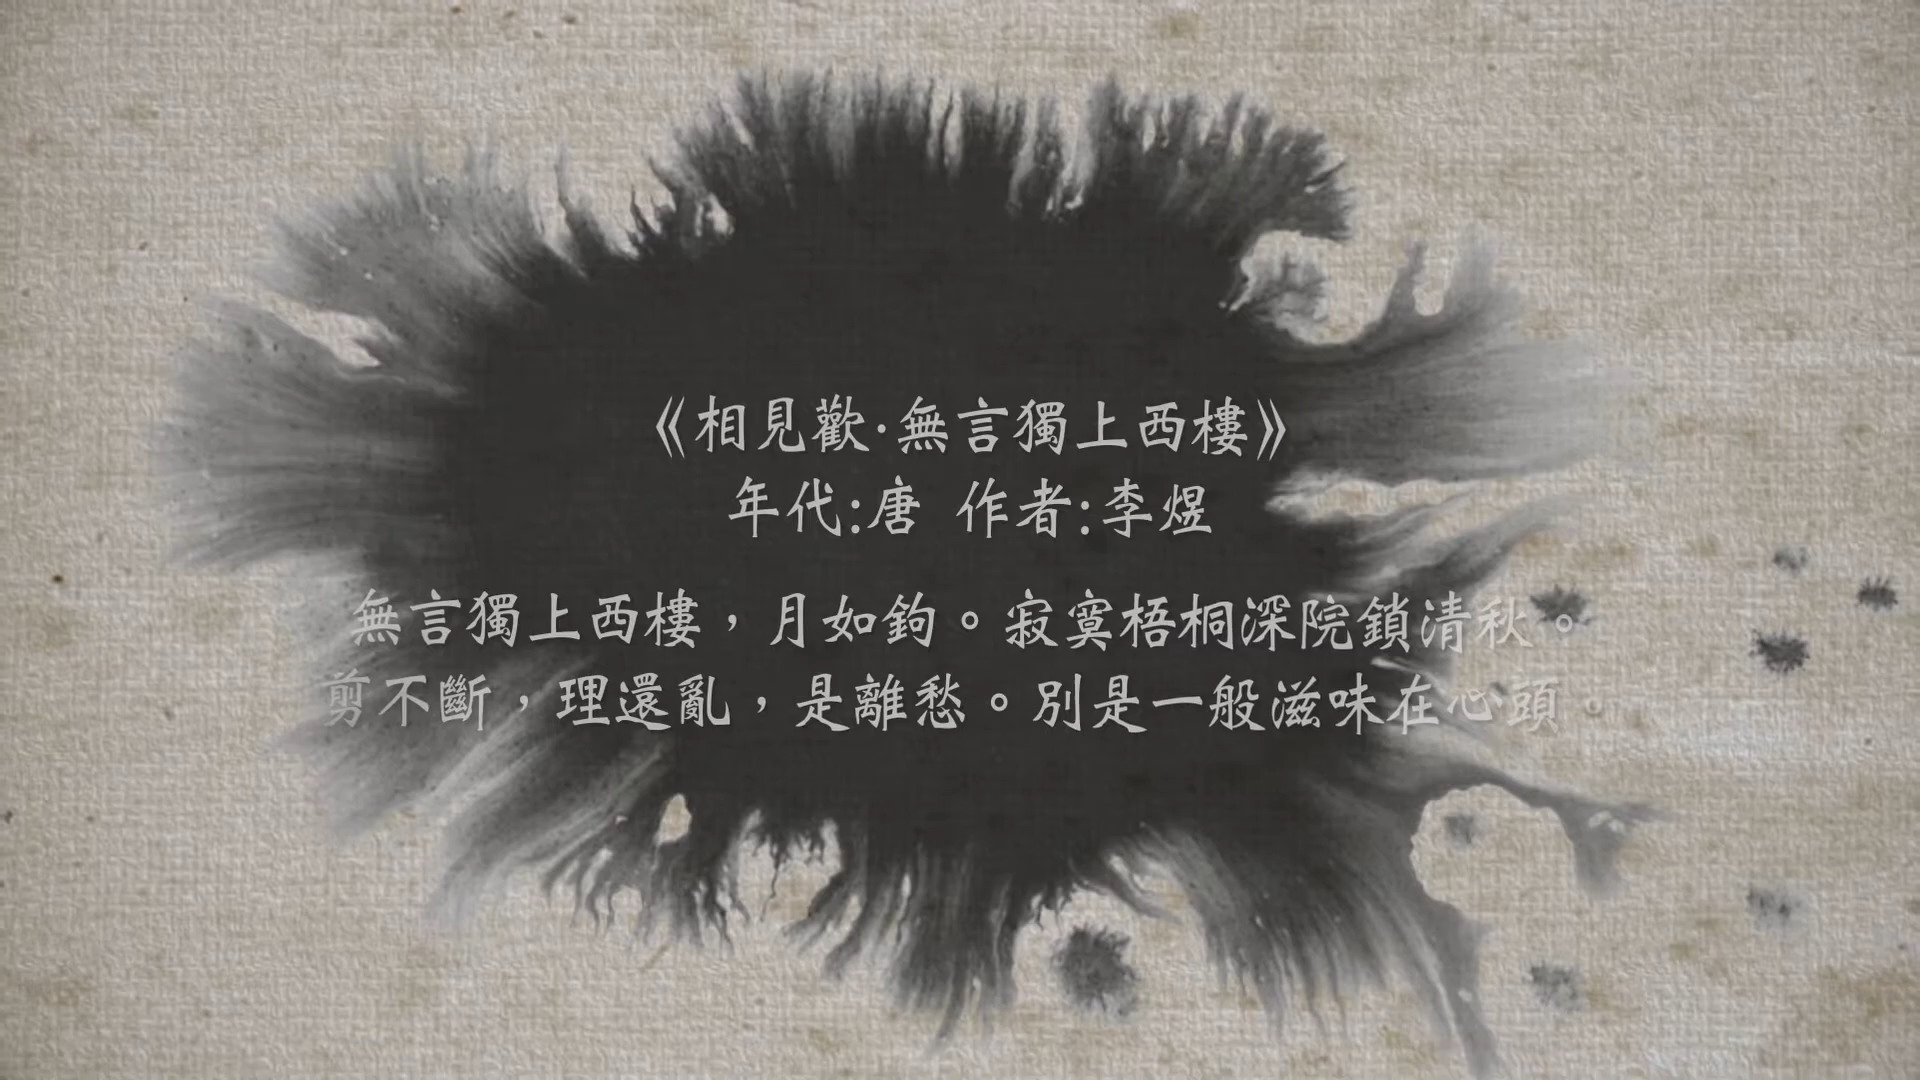 《相見歡·無言獨上西樓》
年代:唐 作者:李煜
無言獨上西樓，月如鉤。寂寞梧桐深院鎖清秋。
剪不斷，理還亂，是離愁。別是一般滋味在心頭。